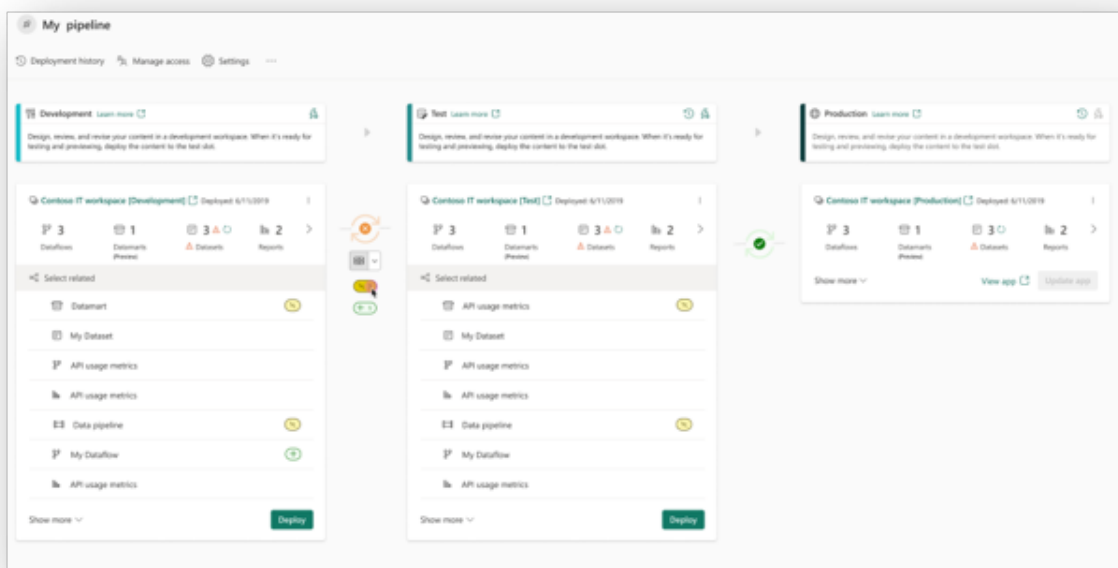 My pipeline
Deployment history Manage access Settings ...
Development Learn more
Design, review, and revise your content in a development workspace. When it's ready for
testing and previewing, deploy the content to the test slot.
Contoso IT workspace [Development] Deployed: 6/11/2019
3 1 3 2
Dataflows Datamarts Datasets Reports
(Preview)
Select related
Datamart
My Dataset
API usage metrics
API usage metrics
Data pipeline
My Dataflow
API usage metrics
Show more Deploy
Test Learn more
Design, review, and revise your content in a development workspace. When it's ready for
testing and previewing, deploy the content to the test slot.
Contoso IT workspace [Test] Deployed: 6/11/2019
3 1 3 2
Dataflows Datamarts Datasets Reports
(Preview)
Select related
API usage metrics
My Dataset
API usage metrics
API usage metrics
Data pipeline
My Dataflow
API usage metrics
Show more Deploy
Production Learn more
Design, review, and revise your content in a development workspace. When it's ready for
testing and previewing, deploy the content to the test slot.
Contoso IT workspace [Production] Deployed: 6/11/2019
3 1 3 2
Dataflows Datamarts Datasets Reports
(Preview)
Show more View app Update app